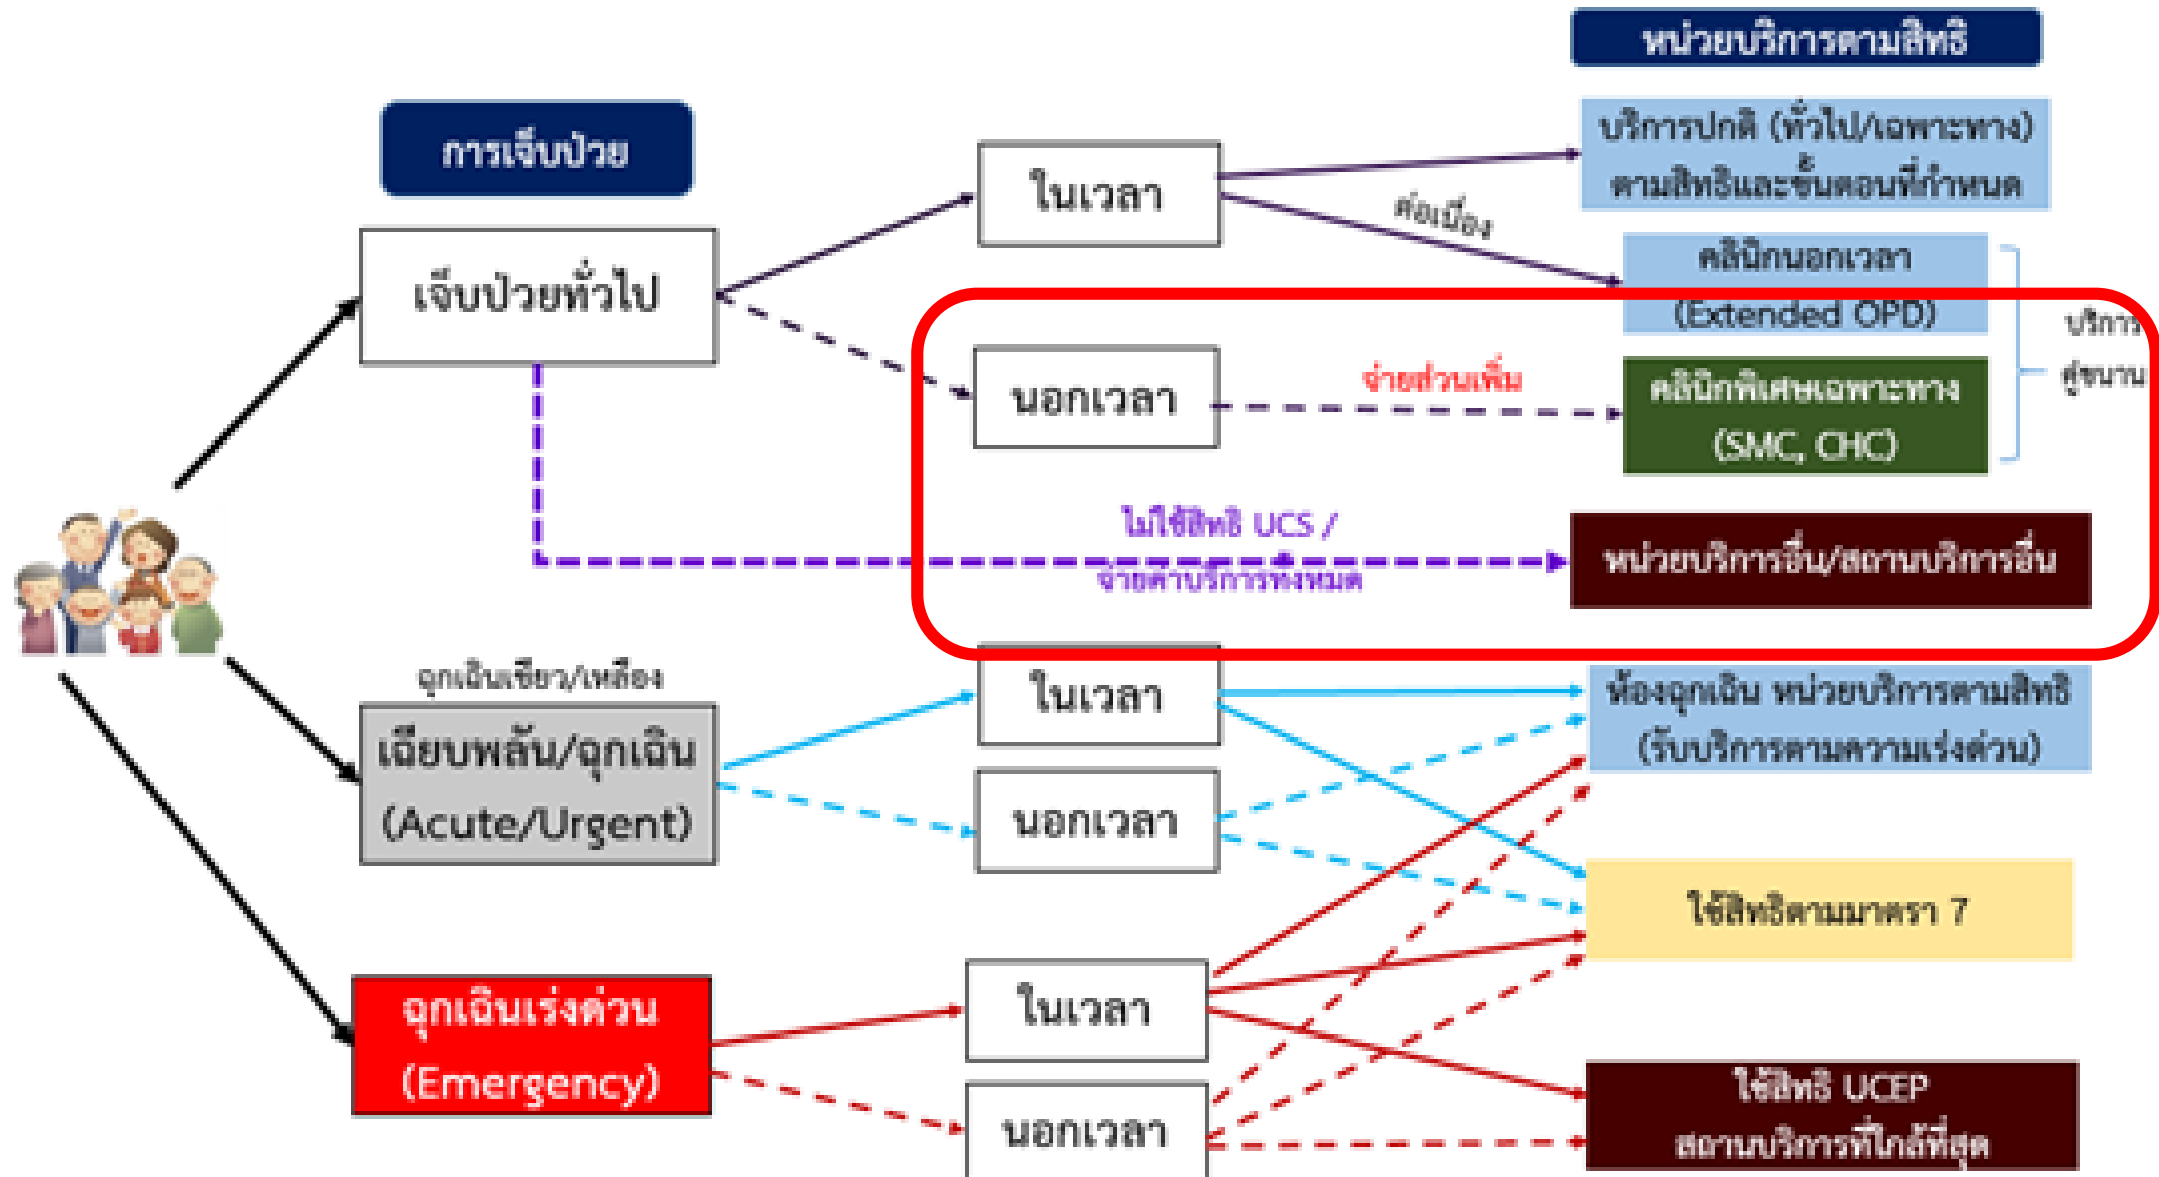 หน่วยบริการตามสิทธิ
การเจ็บป่วย
บริการปกติ (ทั่วไป/เฉพาะทาง)
ตามสิทธิและขั้นตอนที่กำหนด
ในเวลา
ต่อเนื่อง
คลินิกนอกเวลา
(Extended OPD)
เจ็บป่วยทั่วไป
บริการ
คู่ขนาน
นอกเวลา
จ่ายส่วนเพิ่ม
คลินิกพิเศษเฉพาะทาง
(SMC, CHC)
ไม่ใช้สิทธิ UCS /
จ่ายค่าบริการทั้งหมด
หน่วยบริการอื่น/สถานบริการอื่น
ฉุกเฉินเขียว/เหลือง
เฉียบพลัน/ฉุกเฉิน
(Acute/Urgent)
ในเวลา
นอกเวลา
ห้องฉุกเฉิน หน่วยบริการตามสิทธิ
(รับบริการตามความเร่งด่วน)
ใช้สิทธิตามมาตรา 7
ฉุกเฉินเร่งด่วน
(Emergency)
ในเวลา
นอกเวลา
ใช้สิทธิ UCEP
สถานบริการที่ใกล้ที่สุด